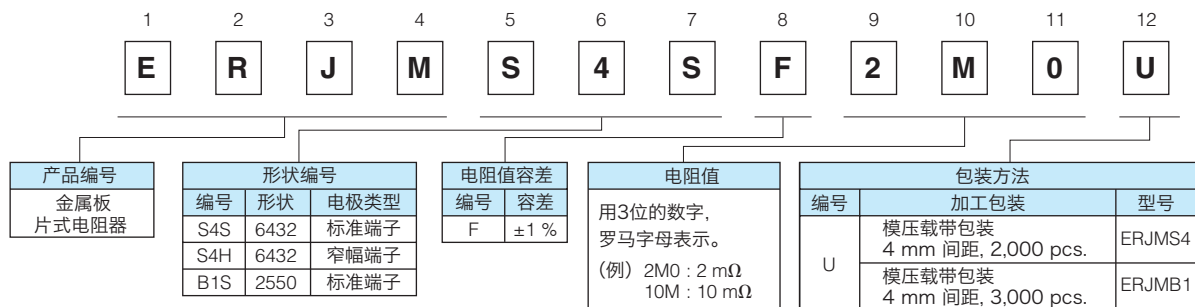 1 2 3 4 5 6 7 8 9 10 11 12
E R J M S 4 S F 2 M 0 U
产品编号
金属板
片式电阻器
形状编号
编号 形状 电极类型
S4S 6432 标准端子
S4H 6432 窄幅端子
B1S 2550 标准端子
电阻值容差
编号 容差
F ±1 %
电阻值
用3位的数字，
罗马字母表示。
（例）2M0 : 2 mΩ
10M : 10 mΩ
包装方法
编号 加工包装 型号
U
模压载带包装
4 mm 间距, 2,000 pcs.
ERJMS4
模压载带包装
4 mm 间距, 3,000 pcs.
ERJMB1